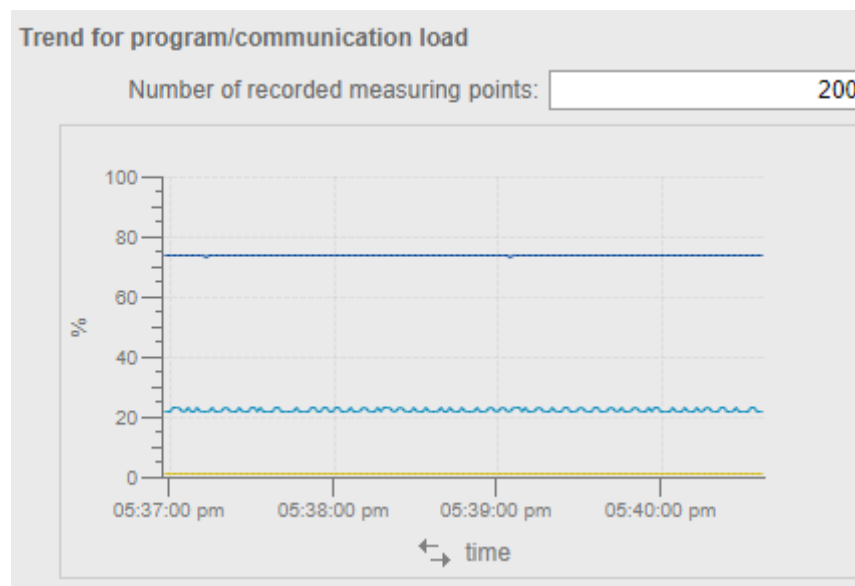 Trend for program/communication load
Number of recorded measuring points: 200
100
80
60
40
20
0
%
05:37:00 pm 05:38:00 pm 05:39:00 pm 05:40:00 pm
time